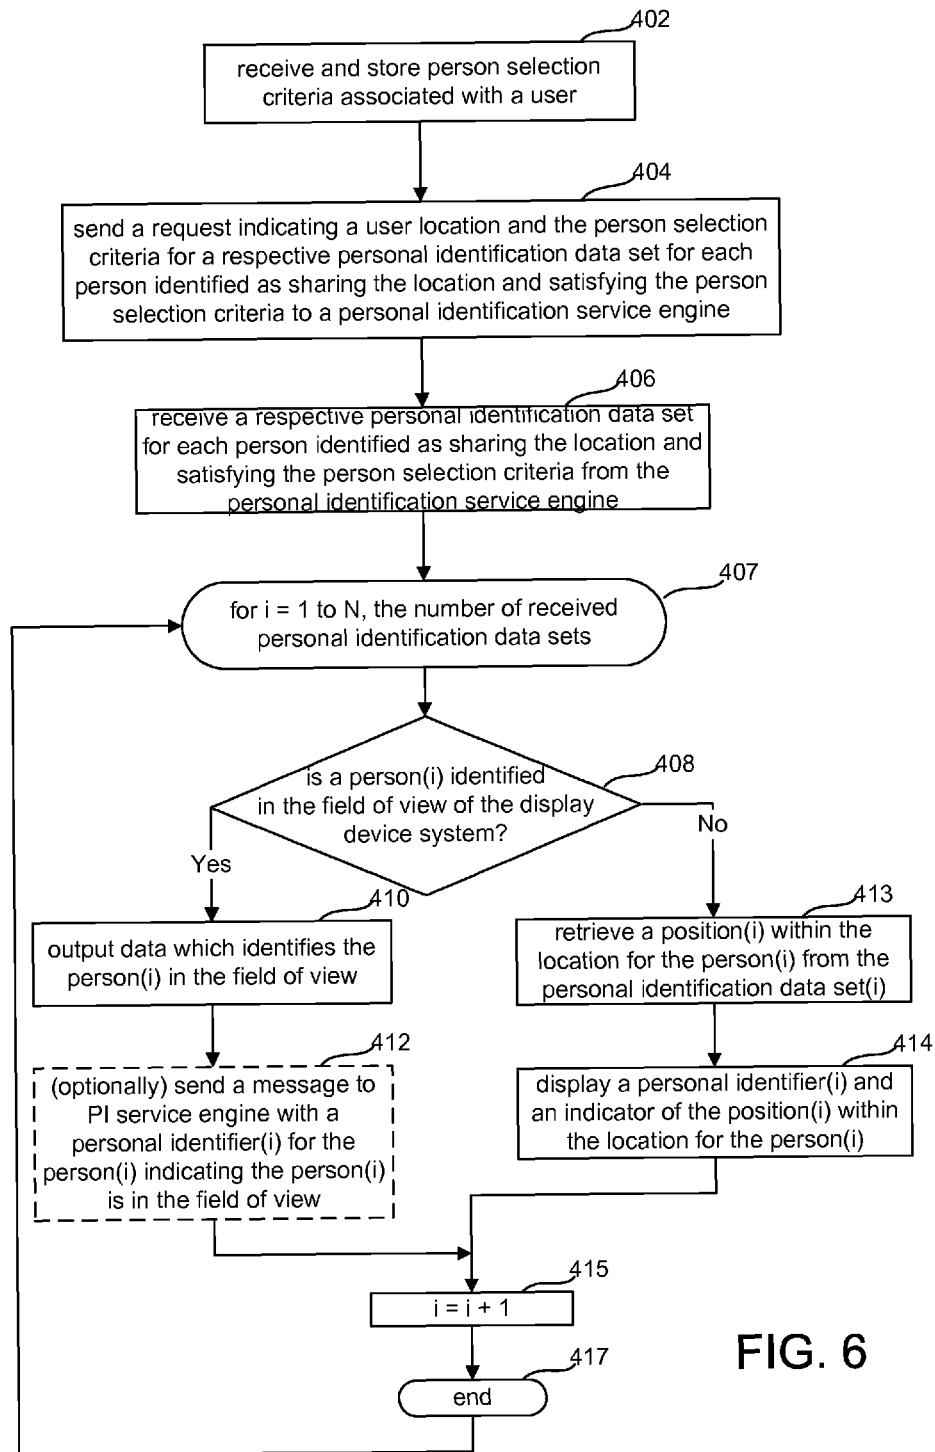 402
receive and store person selection
criteria associated with a user
404
send a request indicating a user location and the person selection
criteria for a respective personal identification data set for each
person identified as sharing the location and satisfying the person
selection criteria to a personal identification service engine
406
receive a respective personal identification data set
for each person identified as sharing the location and
satisfying the person selection criteria from the
personal identification service engine
407
for i = 1 to N, the number of received
personal identification data sets
408
is a person(i) identified
in the field of view of the display
device system?
Yes
No
410
output data which identifies the
person(i) in the field of view
413
retrieve a position(i) within the
location for the person(i) from the
personal identification data set(i)
412
(optionally) send a message to
PI service engine with a
personal identifier(i) for the
person(i) indicating the person(i)
is in the field of view
414
display a personal identifier(i) and
an indicator of the position(i) within
the location for the person(i)
415
i = i + 1
417
end
FIG. 6